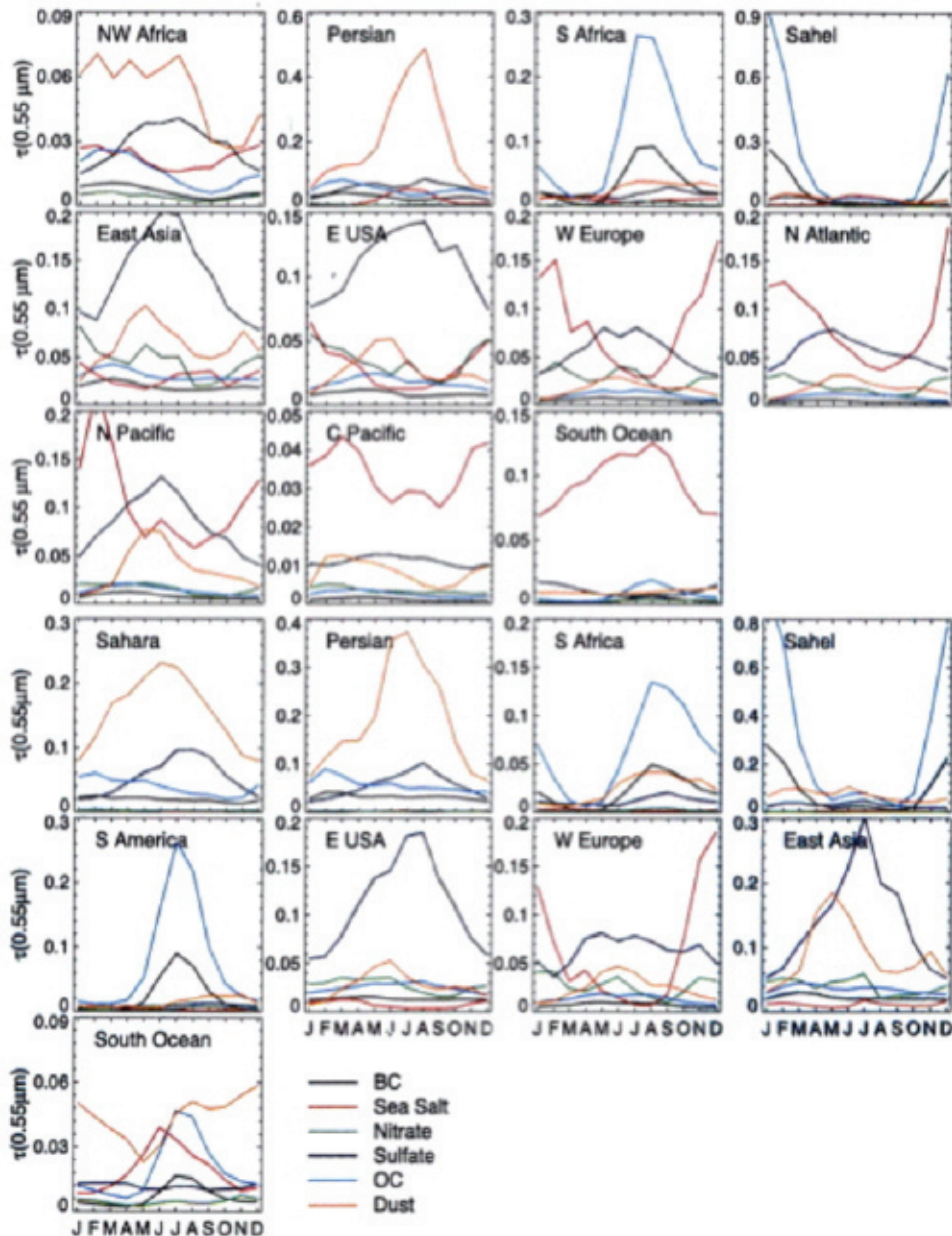 NW Africa Persian S Africa Sahel
0.09 0.06 0.03 0
0.6 0.4 0.2 0
0.3 0.2 0.1 0
0.9 0.6 0.3 0
τ(0.55 μm)
East Asia E USA W Europe N Atlantic
0.2 0.15 0.1 0.05 0
0.15 0.1 0.05 0
0.2 0.15 0.1 0.05 0
0.2 0.15 0.1 0.05 0
τ(0.55 μm)
N Pacific C Pacific South Ocean
0.2 0.15 0.1 0.05 0
0.05 0.04 0.03 0.02 0.01 0
0.15 0.1 0.05 0
τ(0.55 μm)
Sahara Persian S Africa Sahel
0.3 0.2 0.1 0
0.4 0.3 0.2 0.1 0
0.2 0.15 0.1 0.05 0
0.8 0.6 0.4 0.2 0
τ(0.55μm)
S America E USA W Europe East Asia
0.3 0.2 0.1 0
0.2 0.15 0.1 0.05 0
0.2 0.15 0.1 0.05 0
0.3 0.2 0.1 0
τ(0.55μm)
J F M A M J J A S O N D J F M A M J J A S O N D J F M A M J J A S O N D
South Ocean
0.09 0.06 0.03 0
τ(0.55μm)
J F M A M J J A S O N D
BC
Sea Salt
Nitrate
Sulfate
OC
Dust